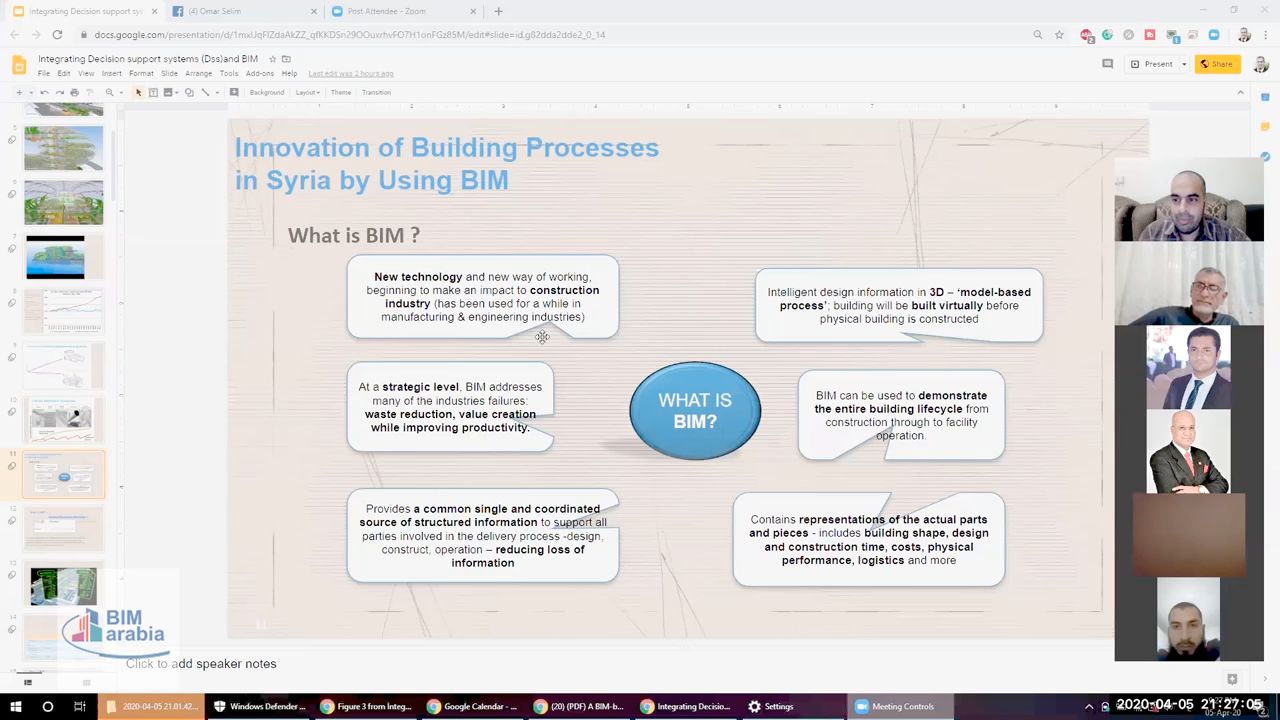 Integrating Decision support sys
(4) Omar Selim
Post Attendee - Zoom
docs.google.com/presentation/d/1mxUqFIZdaAkZZ_qfKKDSn29OOuxrhvFO7H1onFGz85M/edit#slide=id.g82dda2dde2_0_14
Integrating Decision support systems (Dss)and BIM
File Edit View Insert Format Slide Arrange Tools Add-ons Help Last edit was 2 hours ago
Present
Share
Background Layout Theme Transition
Innovation of Building Processes
in Syria by Using BIM
What is BIM ?
New technology and new way of working,
beginning to make an impact to construction
industry (has been used for a while in
manufacturing & engineering industries)
Intelligent design information in 3D – ‘model-based
process’; building will be built virtually before
physical building is constructed
At a strategic level, BIM addresses
many of the industries failures:
waste reduction, value creation
while improving productivity.
WHAT IS
BIM?
BIM can be used to demonstrate
the entire building lifecycle from
construction through to facility
operation.
Provides a common single and coordinated
source of structured information to support all
parties involved in the delivery process -design,
construct, operation – reducing loss of
information
Contains representations of the actual parts
and pieces - includes building shape, design
and construction time, costs, physical
performance, logistics and more
11
BIM
arabia
Click to add speaker notes
2020-04-05 21.01.42...
Windows Defender ...
Figure 3 from Integ...
Google Calendar - ...
(20) (PDF) A BIM-b...
Integrating Decisio...
Settings
Meeting Controls
2020-04-05 21:27:05
05-Apr-20